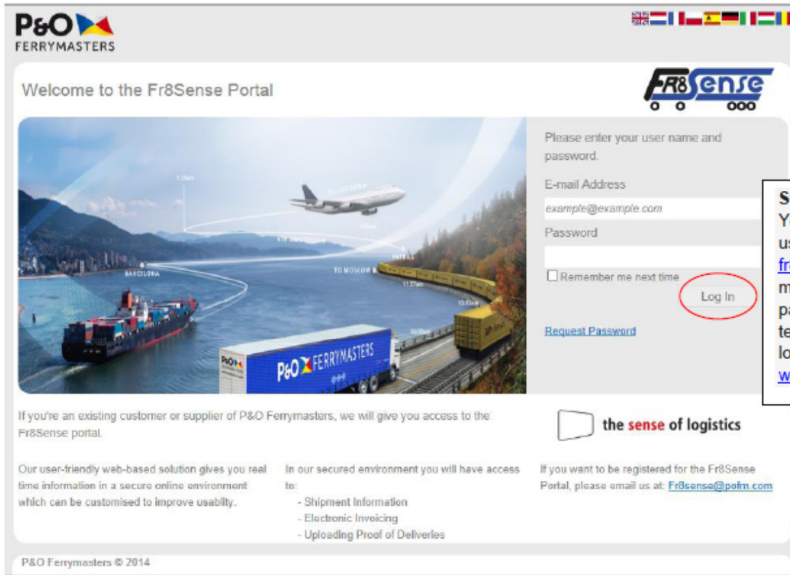 P&O
FERRYMASTERS
Welcome to the Fr8Sense Portal
FR8Sense
BARCELONA
TO MOSCOW
P&O FERRYMASTERS
Please enter your user name and
password.
E-mail Address
example@example.com
Password
Remember me next time
Log In
Request Password
If you're an existing customer or supplier of P&O Ferrymasters, we will give you access to the
Fr8Sense portal.
the sense of logistics
Our user-friendly web-based solution gives you real
time information in a secure online environment
which can be customised to improve usabilty.
In our secured environment you will have access
to:
- Shipment Information
- Electronic Invoicing
- Uploading Proof of Deliveries
If you want to be registered for the Fr8Sense
Portal, please email us at: Fr8sense@pofm.com
P&O Ferrymasters © 2014